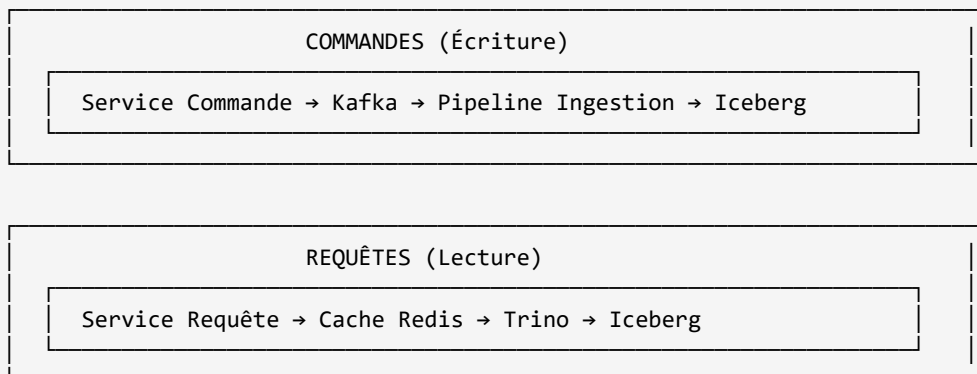 COMMANDES (Écriture)
Service Commande → Kafka → Pipeline Ingestion → Iceberg
REQUÊTES (Lecture)
Service Requête → Cache Redis → Trino → Iceberg